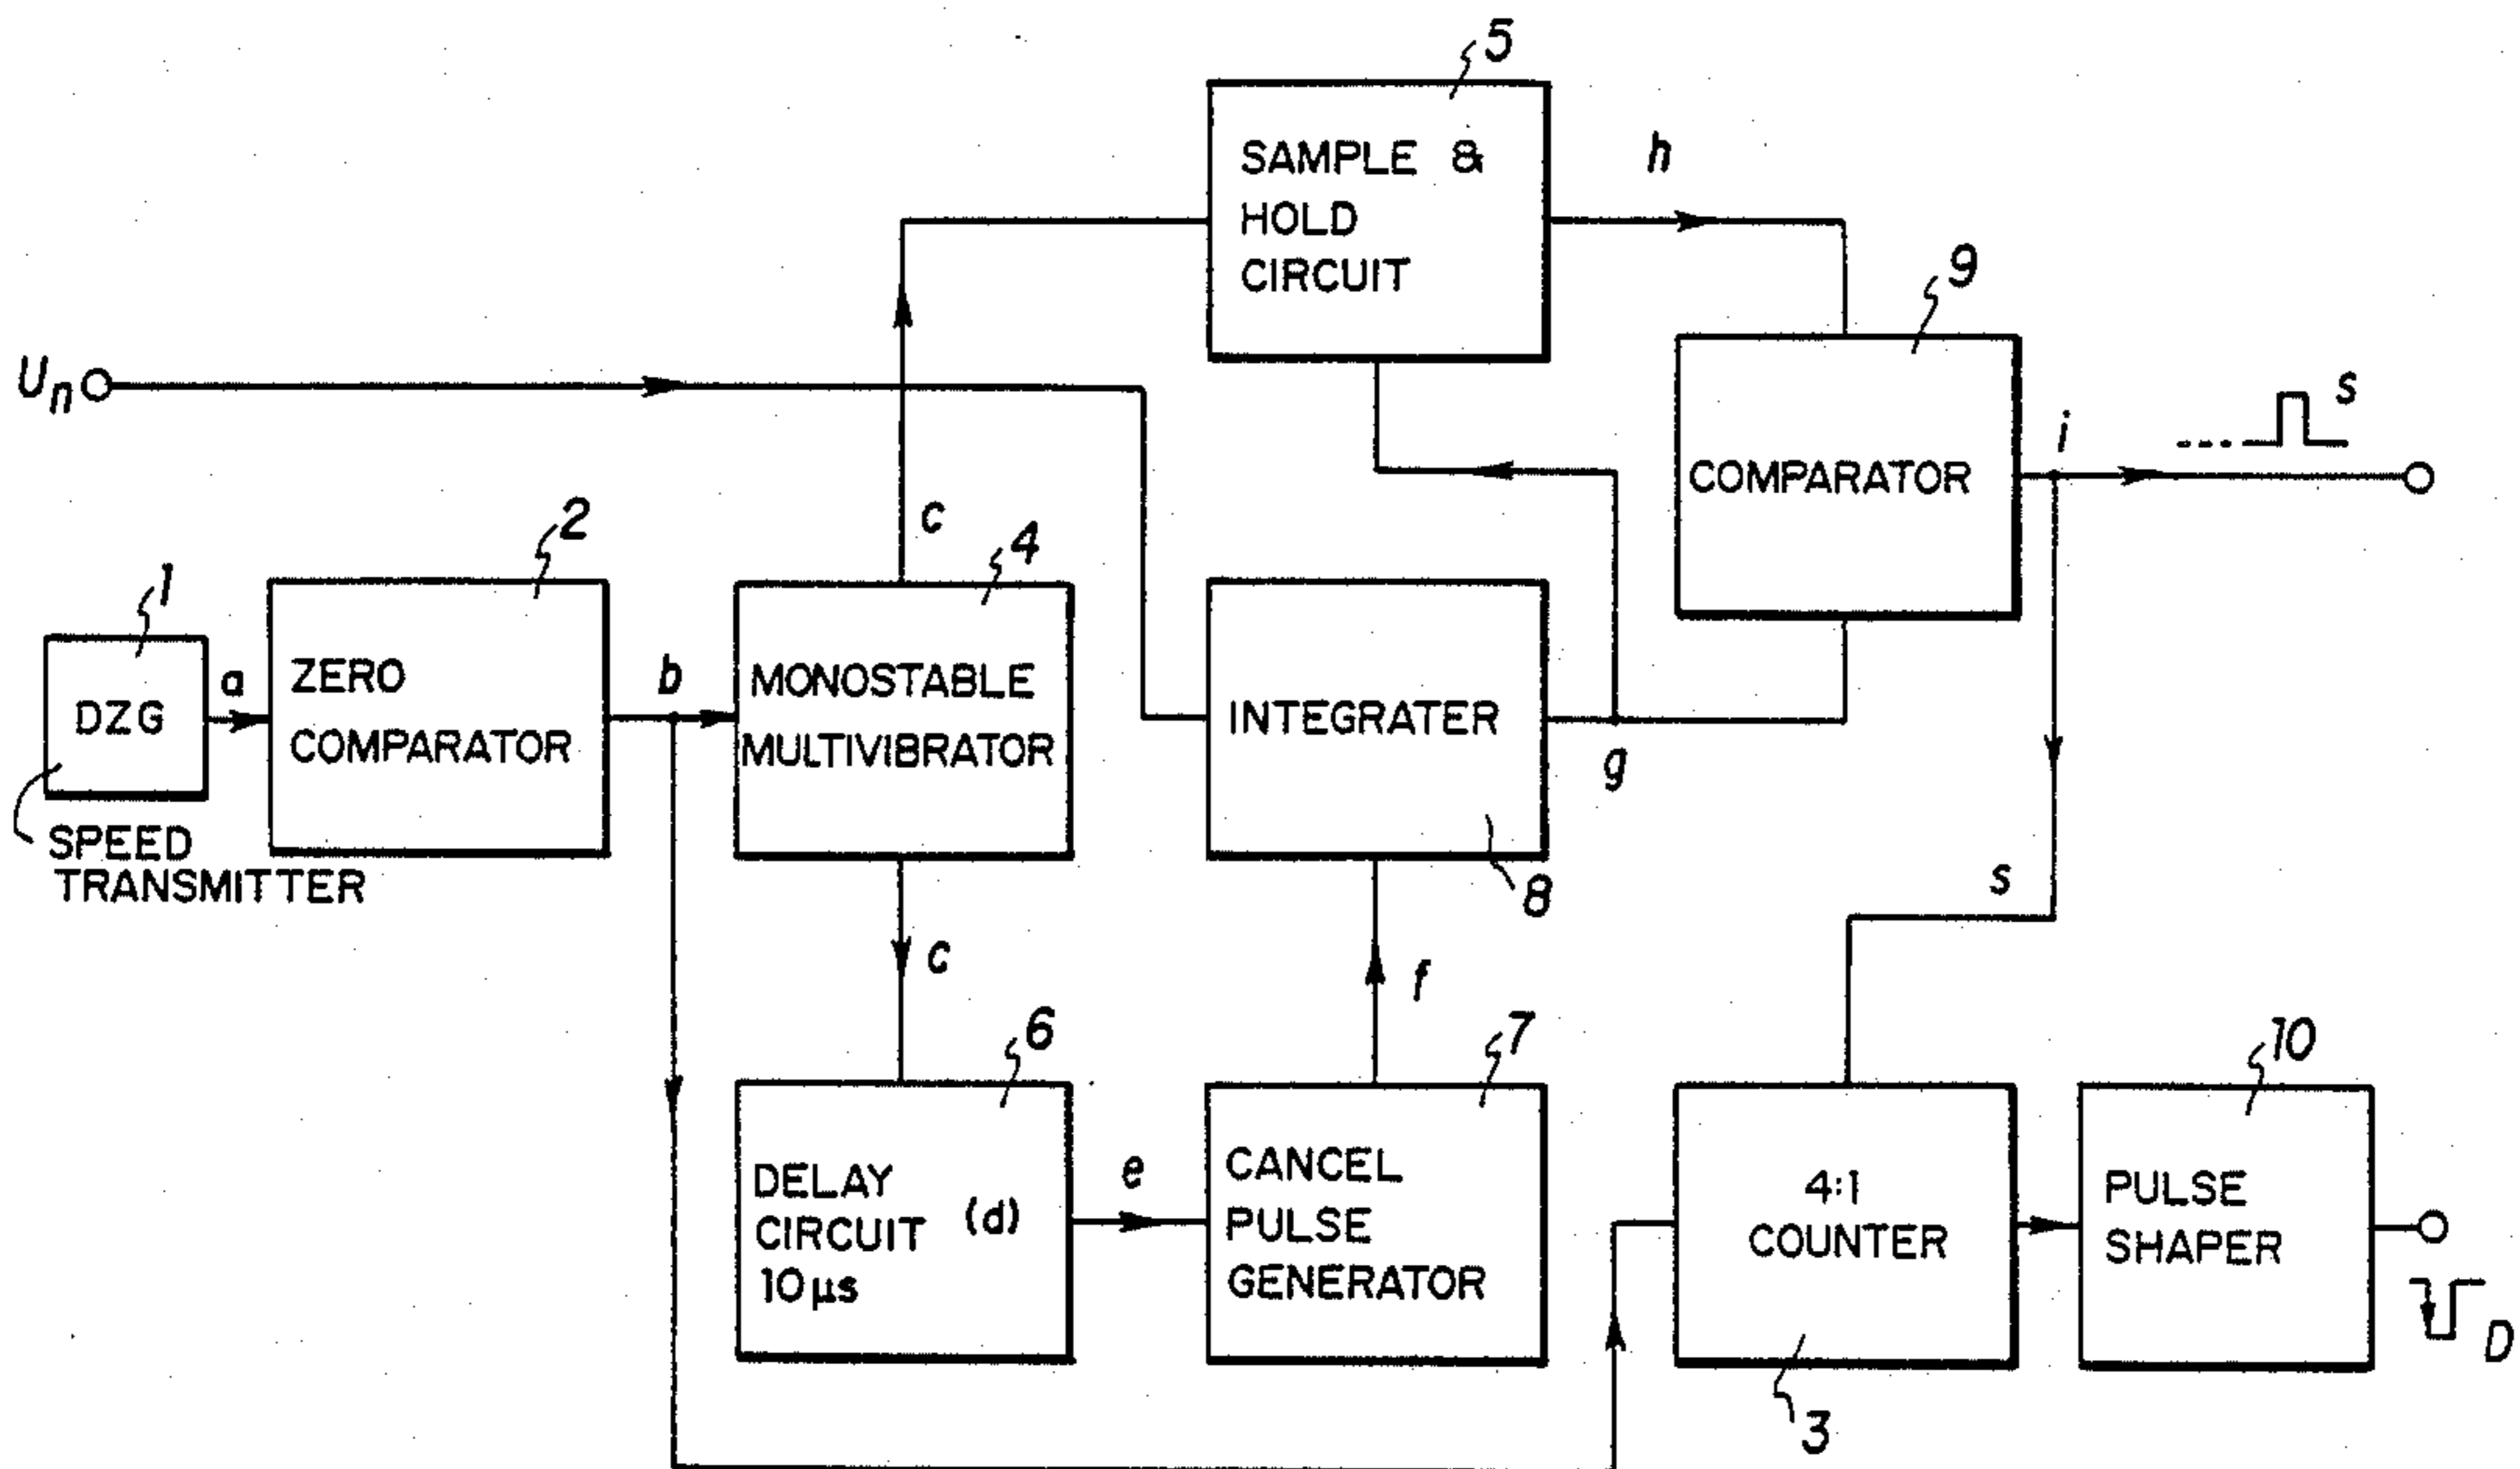 5
SAMPLE &
HOLD
CIRCUIT
h
9
Un
COMPARATOR
i
s
c
2
4
1
DZG
a
ZERO
COMPARATOR
b
MONOSTABLE
MULTIVIBRATOR
INTEGRATER
g
SPEED
TRANSMITTER
8
s
c
f
6
7
10
DELAY
CIRCUIT (d)
10μs
e
CANCEL
PULSE
GENERATOR
4:1
COUNTER
PULSE
SHAPER
D
3